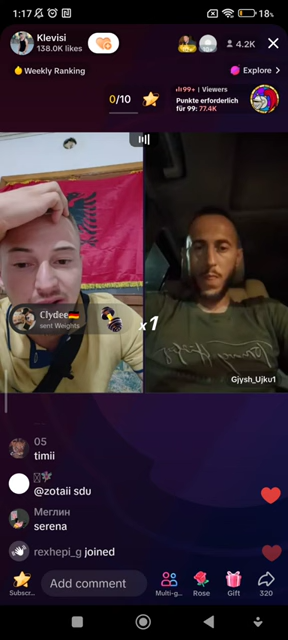 1:17
18%
Klevisi
138.0K likes
4.2K
Weekly Ranking
Explore >
0/10
99+ | Viewers
Punkte erforderlich
für 99: 77.4K
Clydee🇩🇪
sent Weights
x1
Gjysh_Ujku1
05
timii
@zotaii sdu
Меглин
serena
rexhepi_g joined
Subscr...
Add comment
Multi-g...
Rose
Gift
320